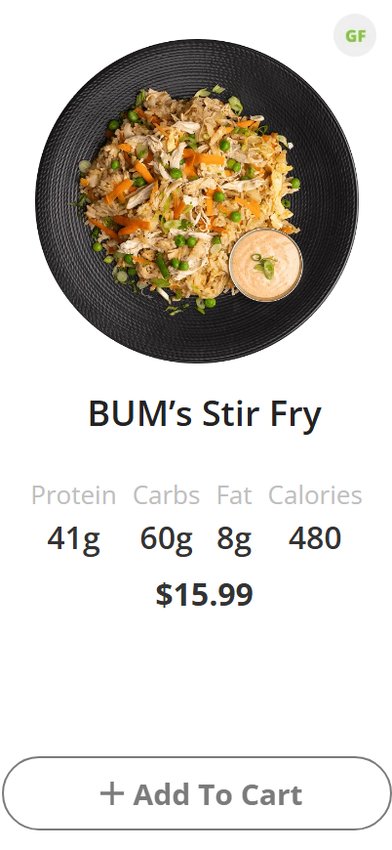 GF
BUM’s Stir Fry
Protein Carbs Fat Calories
41g 60g 8g 480
$15.99
+ Add To Cart